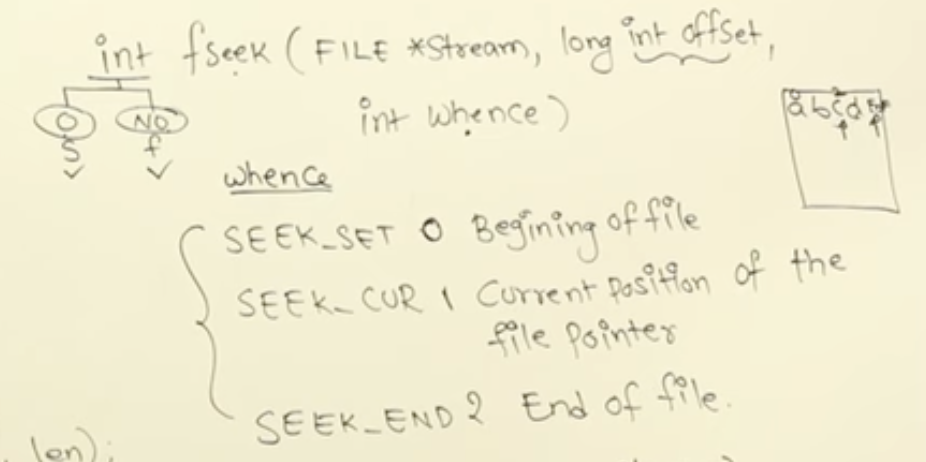 int fseek ( FILE *Stream, long int offset,
int whence )
0 NO
S f
whence
SEEK_SET 0 Begining of file
SEEK_CUR 1 Current Position of the
file Pointer
SEEK_END 2 End of file.
len);
a b c d